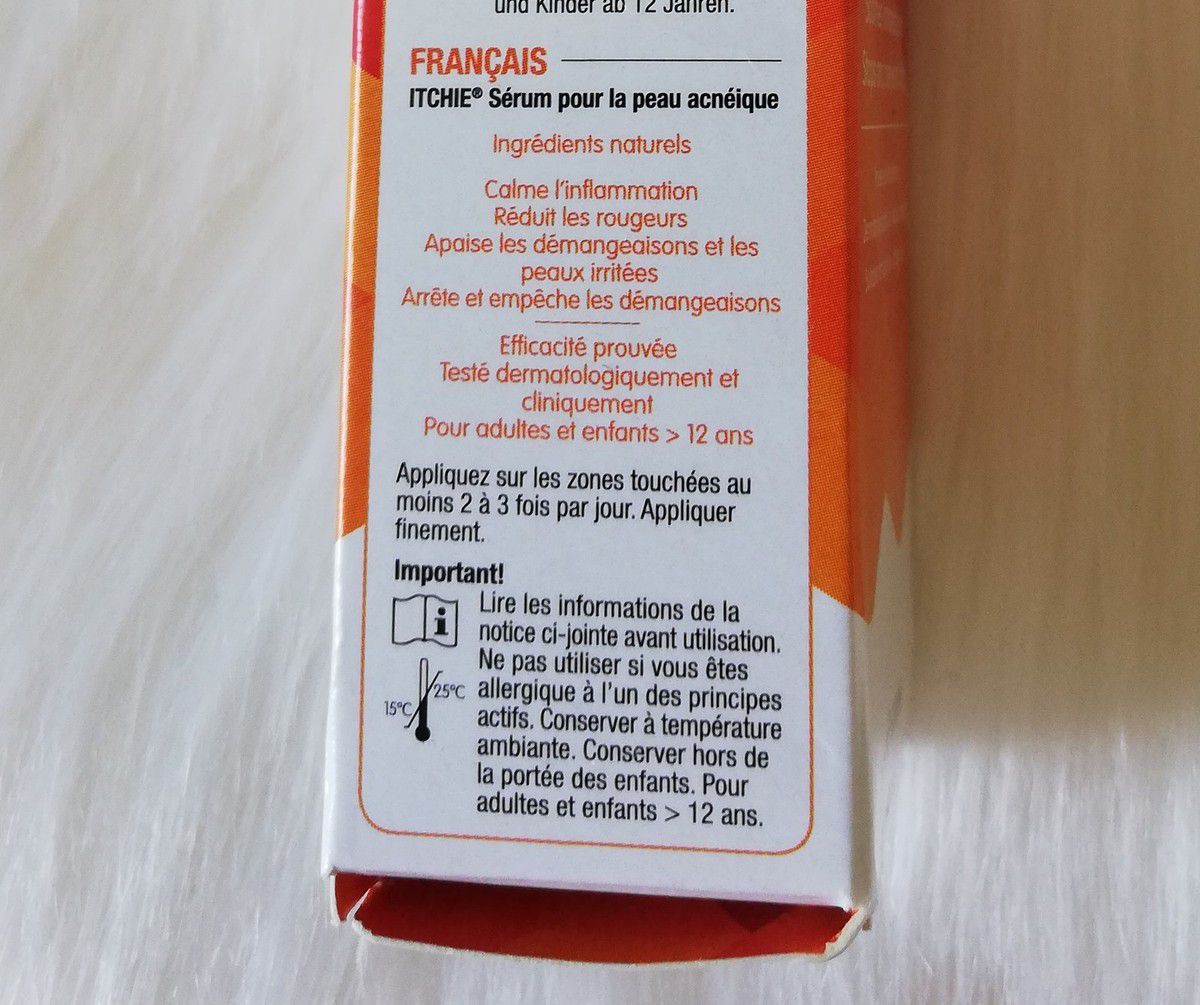 und Kinder ab 12 Jahren.
FRANÇAIS
ITCHIE® Sérum pour la peau acnéique
Ingrédients naturels
Calme l'inflammation
Réduit les rougeurs
Apaise les démangeaisons et les
peaux irritées
Arrête et empêche les démangeaisons
Efficacité prouvée
Testé dermatologiquement et
cliniquement
Pour adultes et enfants > 12 ans
Appliquez sur les zones touchées au
moins 2 à 3 fois par jour. Appliquer
finement.
Important!
Lire les informations de la
notice ci-jointe avant utilisation.
Ne pas utiliser si vous êtes
allergique à l'un des principes
actifs. Conserver à température
ambiante. Conserver hors de
la portée des enfants. Pour
adultes et enfants > 12 ans.
25°C
15°C